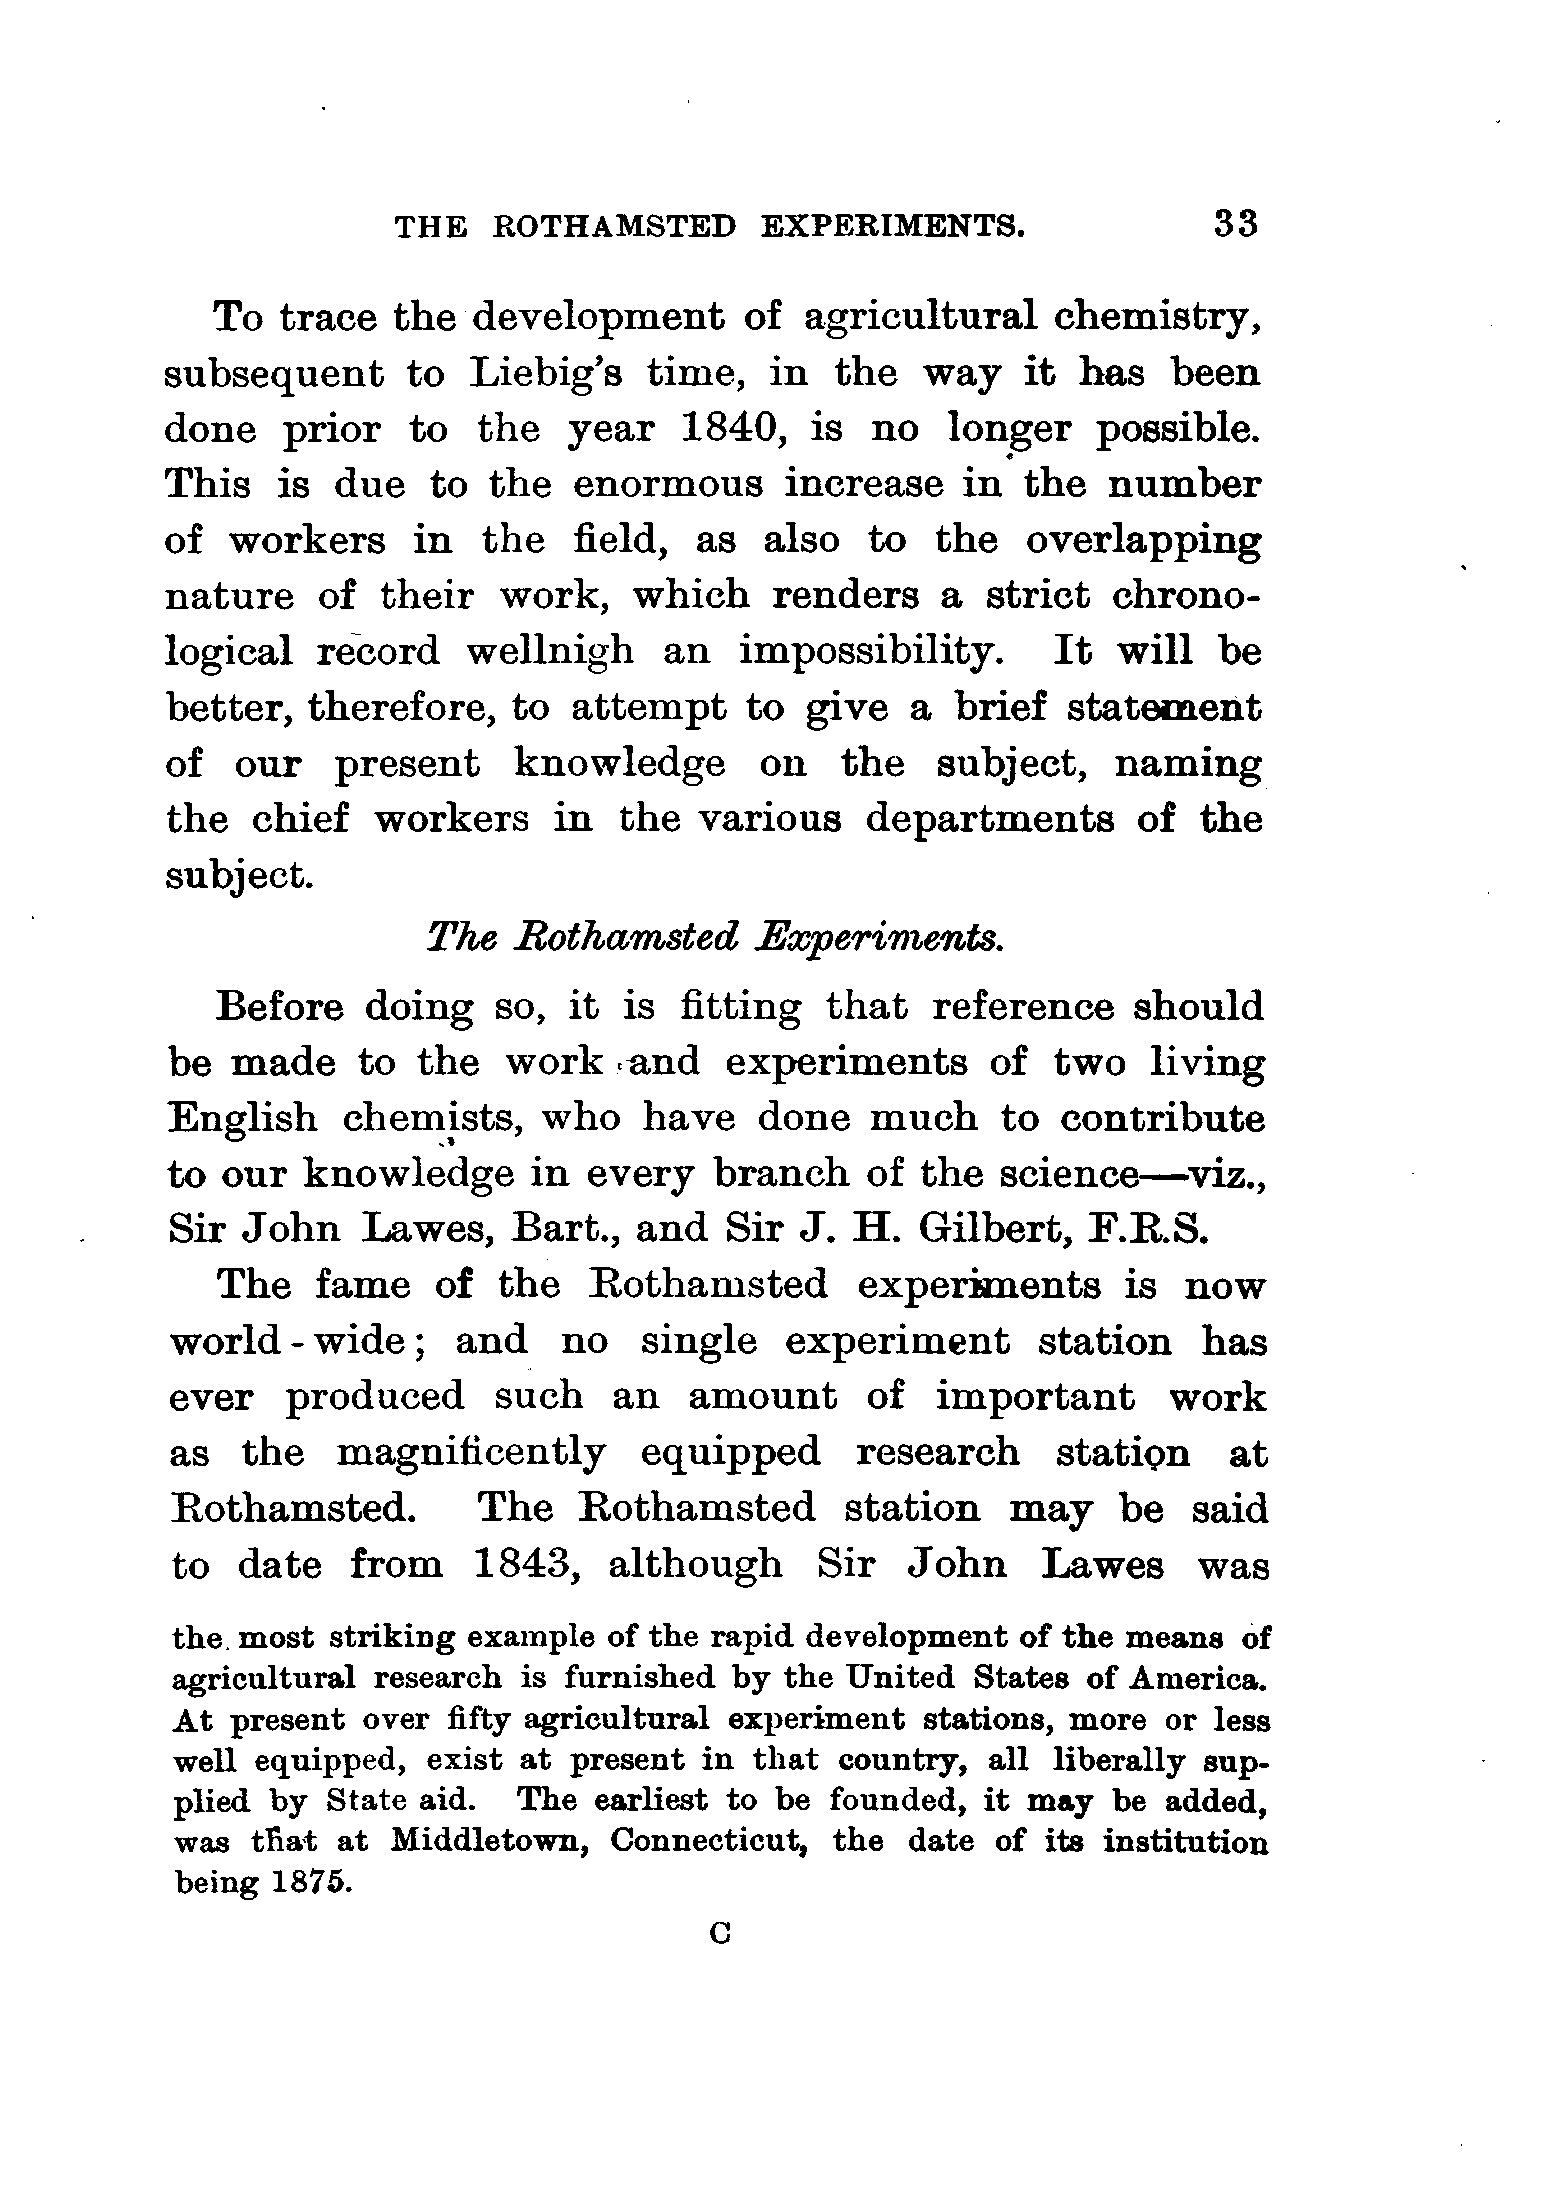 THE ROTHAMSTED EXPERIMENTS. 33
To trace the development of agricultural chemistry,
subsequent to Liebig's time, in the way it has been
done prior to the year 1840, is no longer possible.
This is due to the enormous increase in the number
of workers in the field, as also to the overlapping
nature of their work, which renders a strict chrono-
logical record wellnigh an impossibility. It will be
better, therefore, to attempt to give a brief statement
of our present knowledge on the subject, naming
the chief workers in the various departments of the
subject.
The Rothamsted Experiments.
Before doing so, it is fitting that reference should
be made to the work and experiments of two living
English chemists, who have done much to contribute
to our knowledge in every branch of the science—viz.,
Sir John Lawes, Bart., and Sir J. H. Gilbert, F.R.S.
The fame of the Rothamsted experiments is now
world-wide; and no single experiment station has
ever produced such an amount of important work
as the magnificently equipped research station at
Rothamsted. The Rothamsted station may be said
to date from 1843, although Sir John Lawes was
the most striking example of the rapid development of the means of
agricultural research is furnished by the United States of America.
At present over fifty agricultural experiment stations, more or less
well equipped, exist at present in that country, all liberally sup-
plied by State aid. The earliest to be founded, it may be added,
was that at Middletown, Connecticut, the date of its institution
being 1875.
C